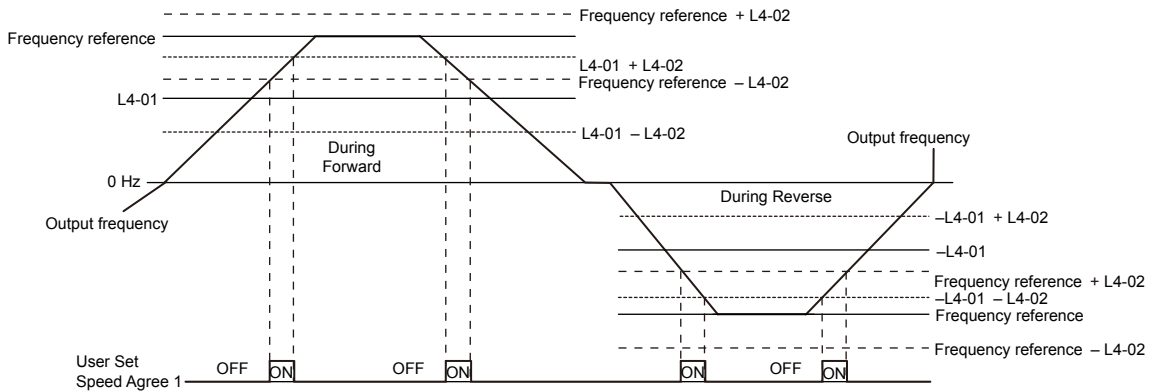 Frequency reference + L4-02
Frequency reference
L4-01 + L4-02
Frequency reference – L4-02
L4-01
L4-01 – L4-02
During
Forward
Output frequency
0 Hz
During Reverse
Output frequency
–L4-01 + L4-02
–L4-01
Frequency reference + L4-02
–L4-01 – L4-02
Frequency reference
Frequency reference – L4-02
User Set
Speed Agree 1
OFF ON OFF ON ON OFF ON